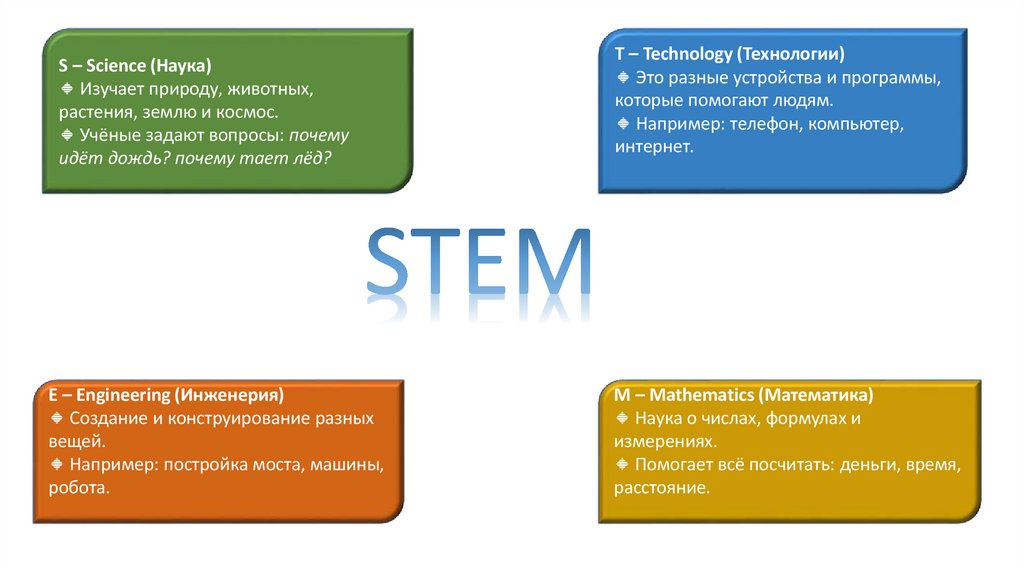 S – Science (Наука)
🔹 Изучает природу, животных,
растения, землю и космос.
🔹 Учёные задают вопросы: почему
идёт дождь? почему тает лёд?
T – Technology (Технологии)
🔹 Это разные устройства и программы,
которые помогают людям.
🔹 Например: телефон, компьютер,
интернет.
STEM
E – Engineering (Инженерия)
🔹 Создание и конструирование разных
вещей.
🔹 Например: постройка моста, машины,
робота.
M – Mathematics (Математика)
🔹 Наука о числах, формулах и
измерениях.
🔹 Помогает всё посчитать: деньги, время,
расстояние.